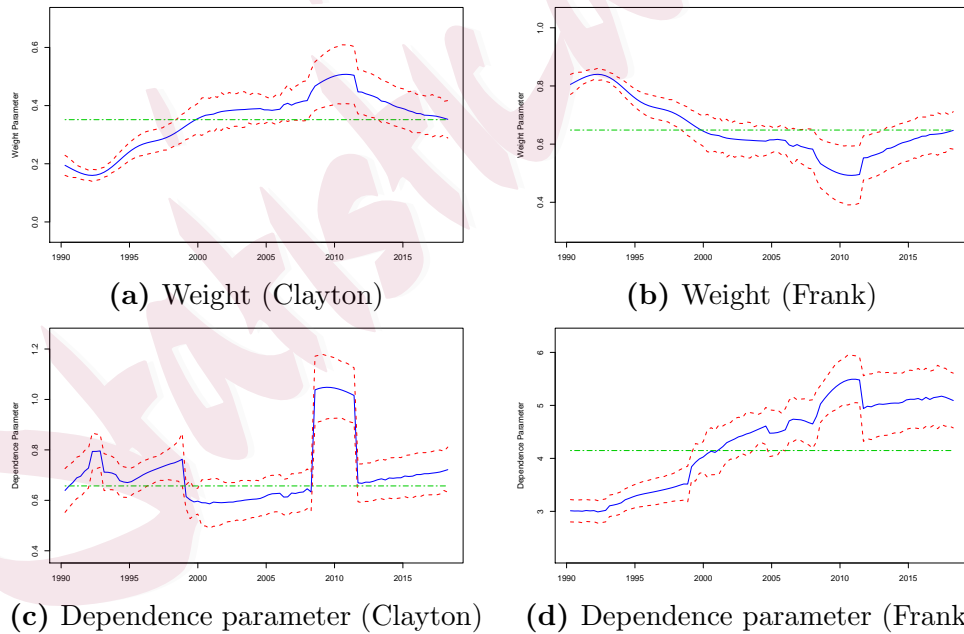 0.0 0.2 0.4 0.6
Weight Parameter
1990 1995 2000 2005 2010 2015
(a) Weight (Clayton)
0.4 0.6 0.8 1.0
Weight Parameter
1990 1995 2000 2005 2010 2015
(b) Weight (Frank)
0.4 0.6 0.8 1.0 1.2
Dependence Parameter
1990 1995 2000 2005 2010 2015
(c) Dependence parameter (Clayton)
2 3 4 5 6
Dependence Parameter
1990 1995 2000 2005 2010 2015
(d) Dependence parameter (Frank